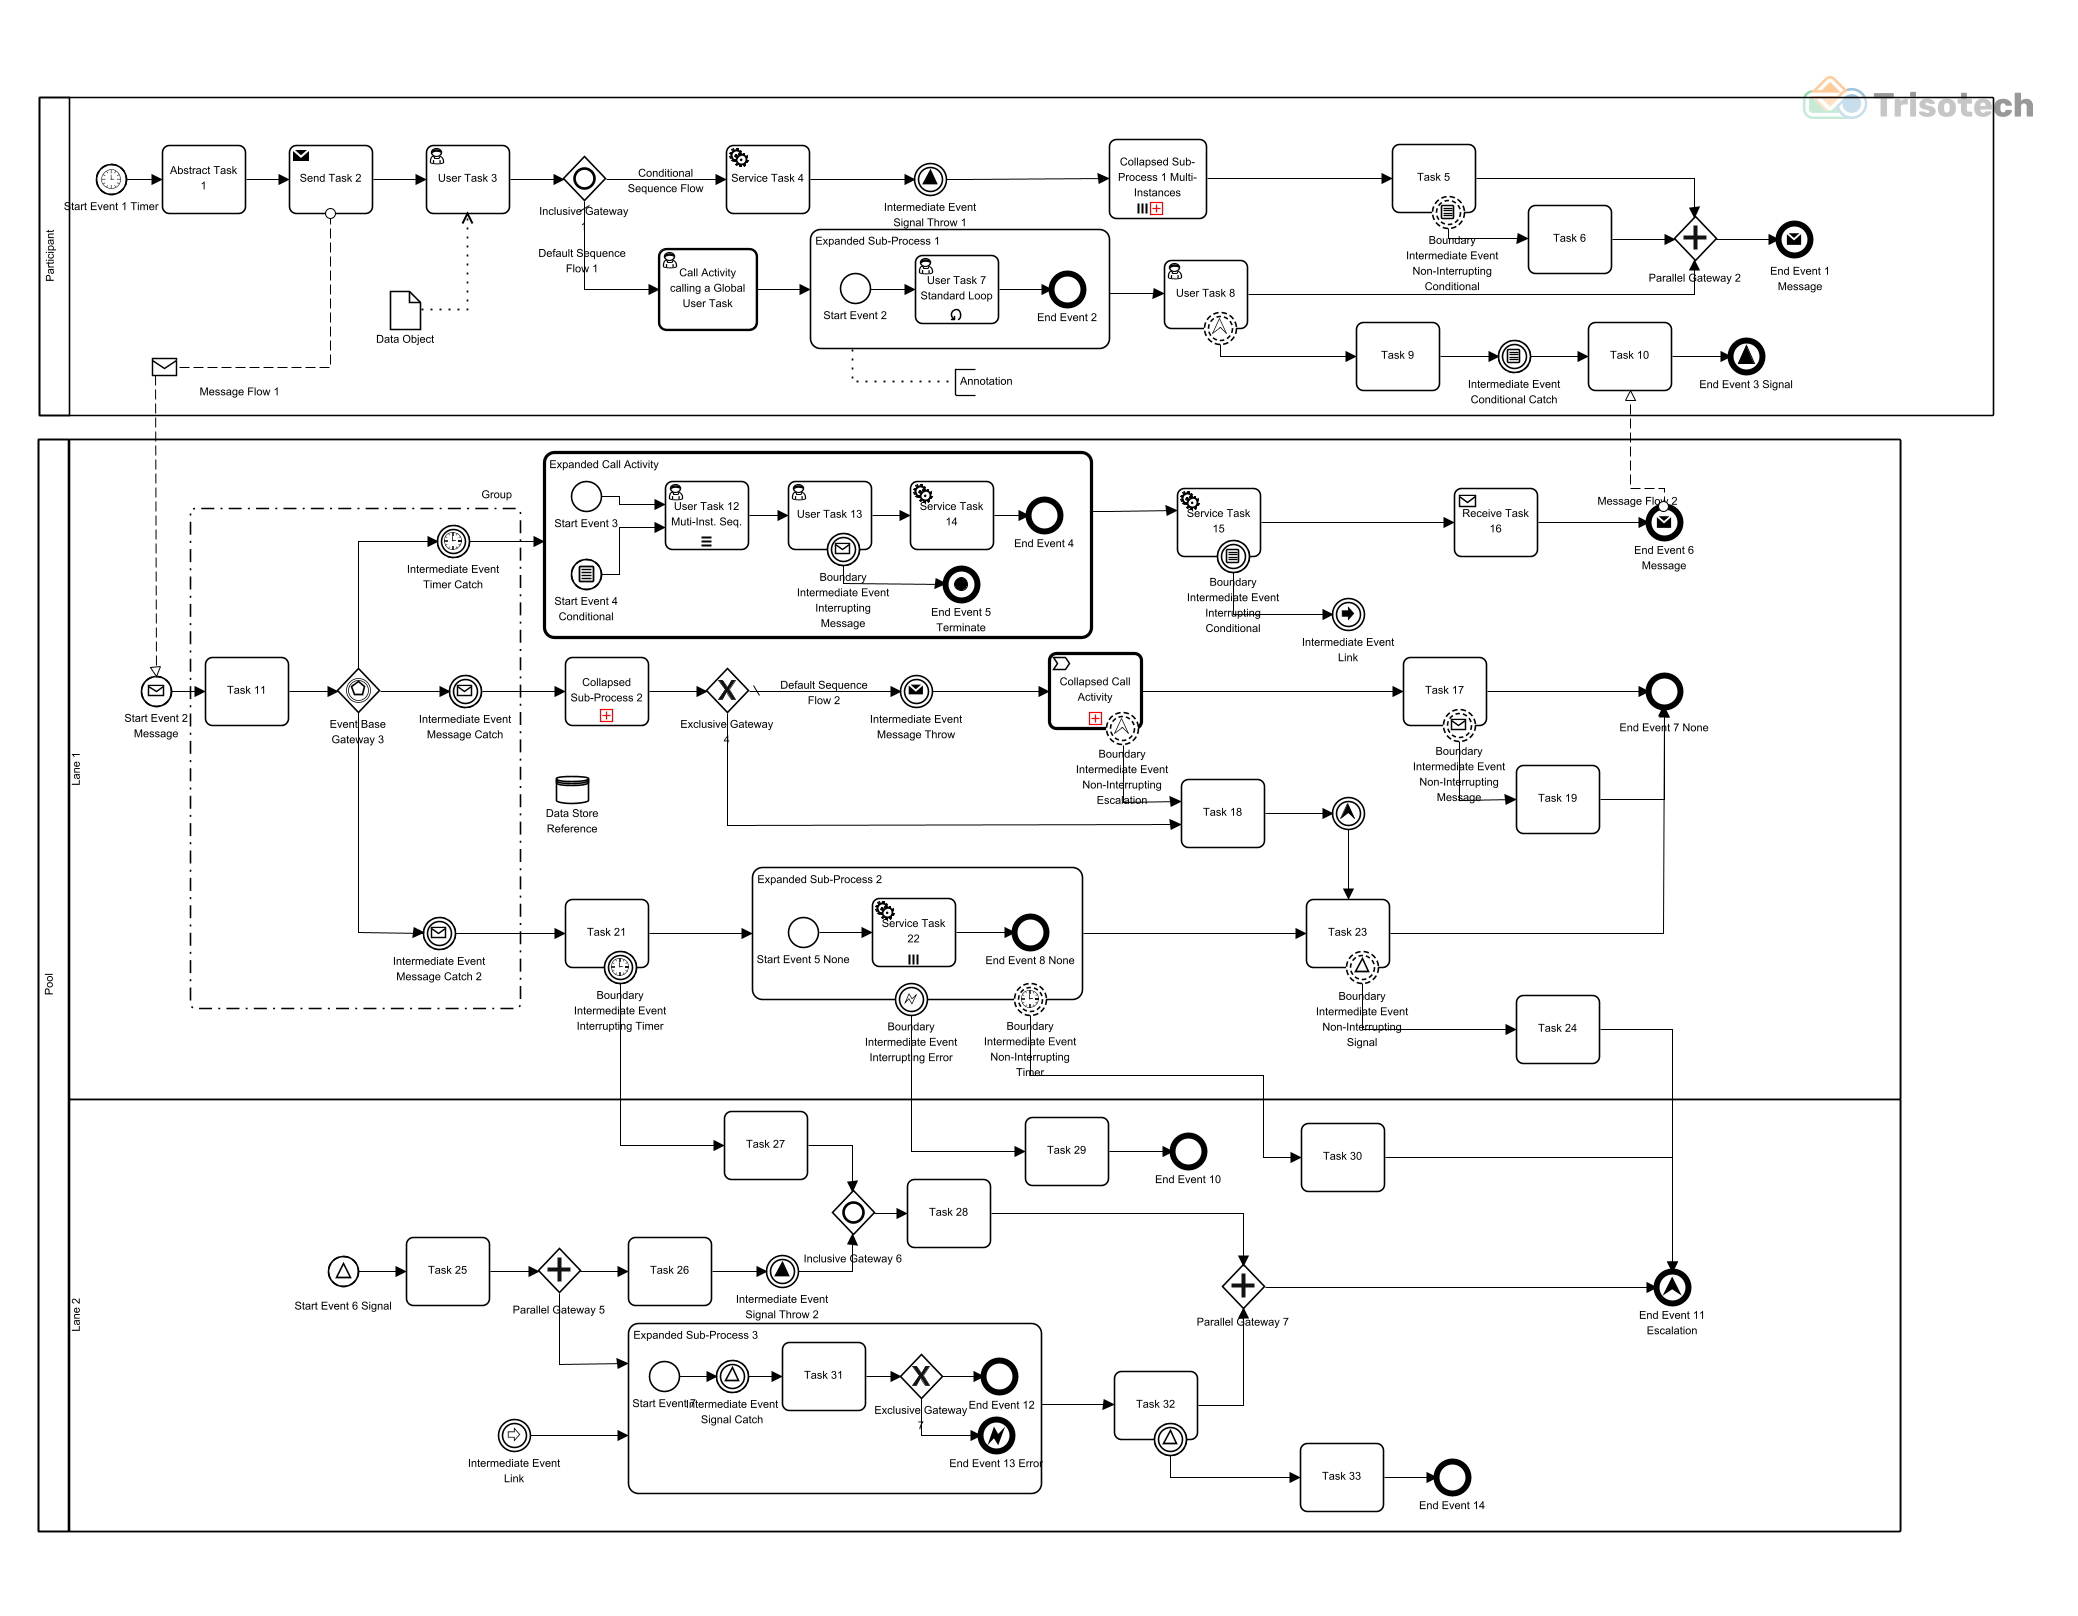 Trisotech
Participant
Start Event 1 Timer
Abstract Task
1
Send Task 2
User Task 3
Inclusive Gateway
1
Conditional
Sequence Flow
Service Task 4
Intermediate Event
Signal Throw 1
Collapsed Sub-
Process 1 Multi-
Instances
Task 5
Boundary
Intermediate Event
Non-Interrupting
Conditional
Task 6
Parallel Gateway 2
End Event 1
Message
Default Sequence
Flow 1
Call Activity
calling a Global
User Task
Expanded Sub-Process 1
Start Event 2
User Task 7
Standard Loop
End Event 2
User Task 8
Data Object
Message Flow 1
Annotation
Task 9
Intermediate Event
Conditional Catch
Task 10
End Event 3 Signal
Pool
Lane 1
Group
Expanded Call Activity
Start Event 3
Start Event 4
Conditional
User Task 12
Muti-Inst. Seq.
User Task 13
Boundary
Intermediate Event
Interrupting
Message
Service Task
14
End Event 4
End Event 5
Terminate
Service Task
15
Boundary
Intermediate Event
Interrupting
Conditional
Intermediate Event
Link
Receive Task
16
Message Flow 2
End Event 6
Message
Intermediate Event
Timer Catch
Start Event 2
Message
Task 11
Event Base
Gateway 3
Intermediate Event
Message Catch
Collapsed
Sub-Process 2
Exclusive Gateway
4
Default Sequence
Flow 2
Intermediate Event
Message Throw
Collapsed Call
Activity
Boundary
Intermediate Event
Non-Interrupting
Escalation
Task 17
Boundary
Intermediate Event
Non-Interrupting
Message
End Event 7 None
Task 18
Task 19
Data Store
Reference
Intermediate Event
Message Catch 2
Task 21
Boundary
Intermediate Event
Interrupting Timer
Expanded Sub-Process 2
Start Event 5 None
Service Task
22
End Event 8 None
Boundary
Intermediate Event
Interrupting Error
Boundary
Intermediate Event
Non-Interrupting
Timer
Task 23
Boundary
Intermediate Event
Non-Interrupting
Signal
Task 24
Lane 2
Task 27
Task 29
End Event 10
Task 30
Inclusive Gateway 6
Task 28
Start Event 6 Signal
Task 25
Parallel Gateway 5
Task 26
Intermediate Event
Signal Throw 2
Parallel Gateway 7
End Event 11
Escalation
Expanded Sub-Process 3
Start Event 7
Intermediate Event
Signal Catch
Task 31
Exclusive Gateway
7
End Event 12
End Event 13 Error
Intermediate Event
Link
Task 32
Task 33
End Event 14